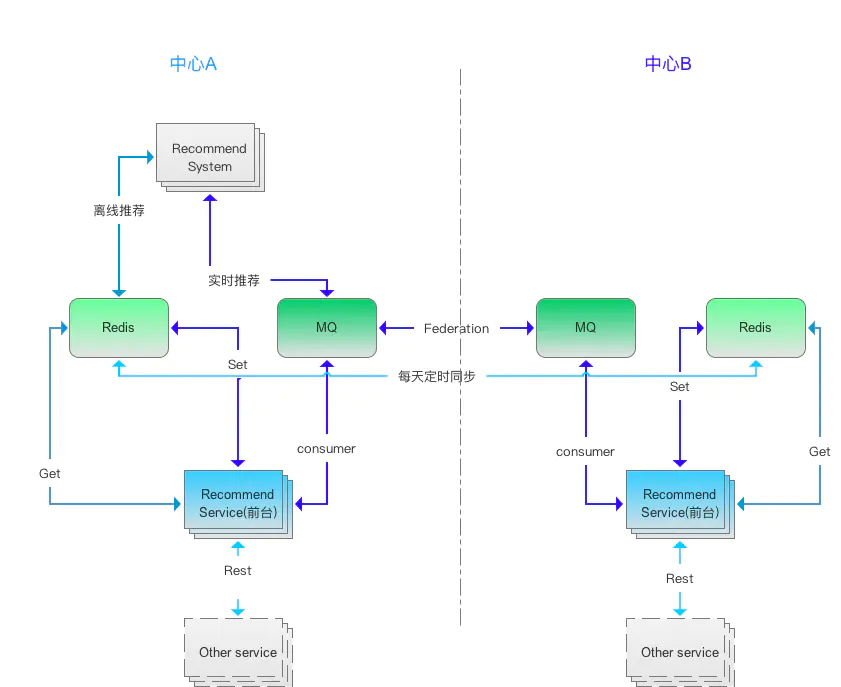 中心A
中心B
Recommend
System
离线推荐
实时推荐
Redis
MQ
Federation
MQ
Redis
Set
每天定时同步
Set
consumer
consumer
Get
Get
Recommend
Service(前台)
Recommend
Service(前台)
Rest
Rest
Other service
Other service